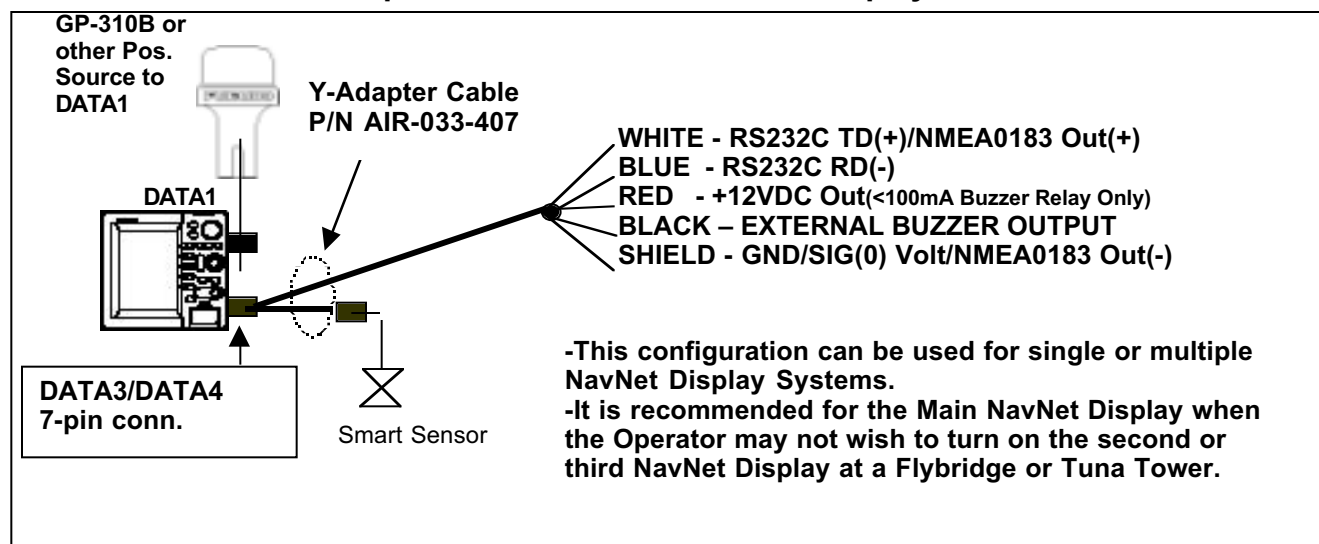 GP-310B or
other Pos.
Source to
DATA1
Y-Adapter Cable
P/N AIR-033-407
WHITE - RS232C TD(+)/NMEA0183 Out(+)
BLUE - RS232C RD(-)
RED - +12VDC Out(<100mA Buzzer Relay Only)
BLACK – EXTERNAL BUZZER OUTPUT
SHIELD - GND/SIG(0) Volt/NMEA0183 Out(-)
DATA1
DATA3/DATA4
7-pin conn.
Smart Sensor
-This configuration can be used for single or multiple
NavNet Display Systems.
-It is recommended for the Main NavNet Display when
the Operator may not wish to turn on the second or
third NavNet Display at a Flybridge or Tuna Tower.